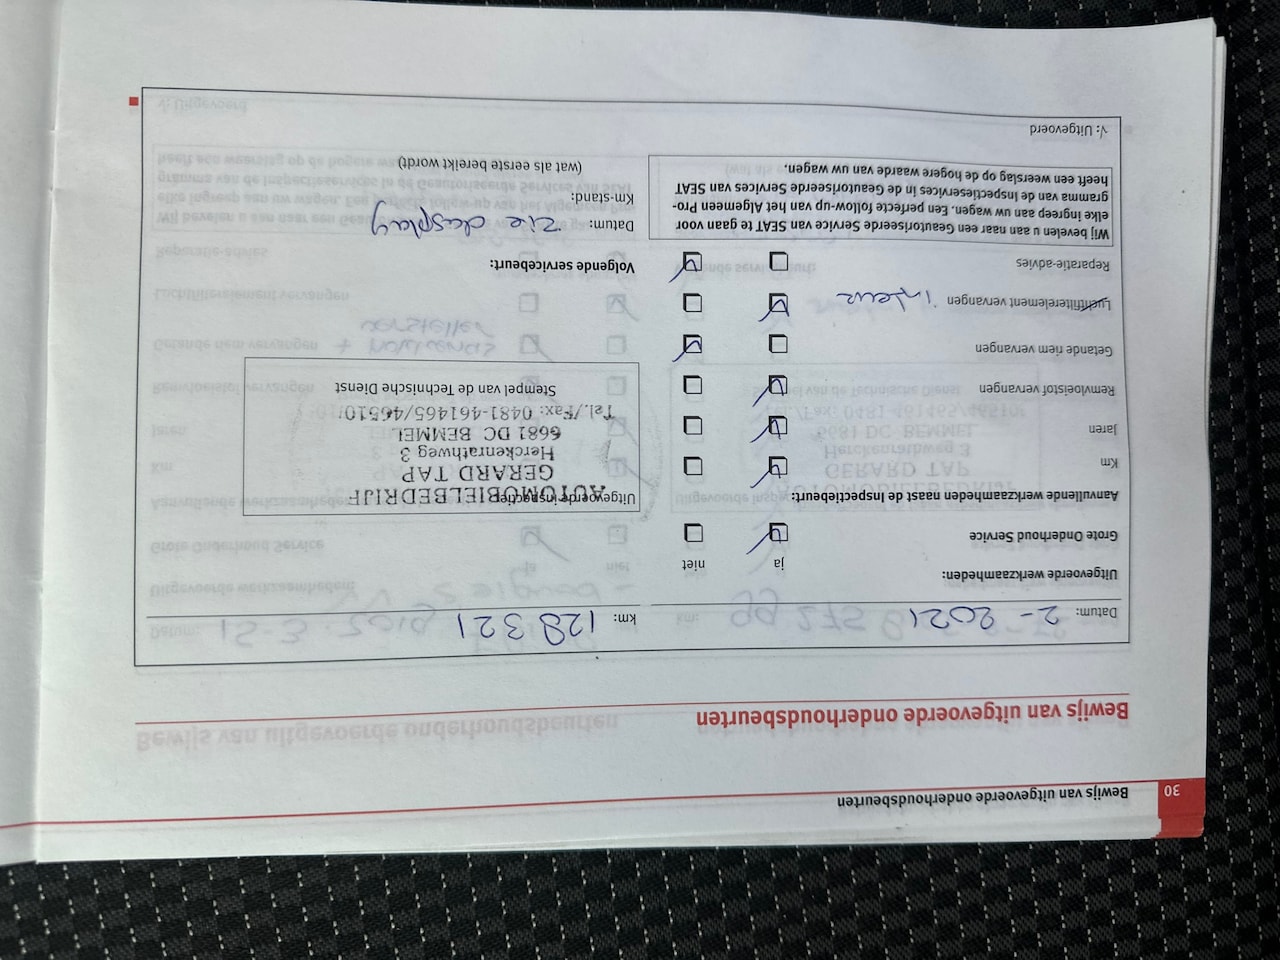 30
Bewijs van uitgevoerde onderhoudsbeurten
Bewijs van uitgevoerde onderhoudsbeurten
Datum: 2-2021
km: 128321
Uitgevoerde werkzaamheden:
ja
niet
Grote Onderhoud Service
Aanvullende werkzaamheden naast de Inspectiebeurt:
Km
Jaren
Remvloeistof vervangen
Getande riem vervangen
Luchtfilterelement vervangen interieur
Reparatie-advies
Wij bevelen u aan naar een Geautoriseerde Service van SEAT te gaan voor
elke ingreep aan uw wagen. Een perfecte follow-up van het Algemeen Pro-
gramma van de Inspectieservices in de Geautoriseerde Services van SEAT
heeft een weerslag op de hogere waarde van uw wagen.
√: Uitgevoerd
Uitgevoerde inspectie
AUTOMOBIELBEDRIJF
GERARD TAP
Herckenrathweg 3
6681 DC BEMMEL
Tel./Fax: 0481-461465/465101
Stempel van de Technische Dienst
Volgende servicebeurt:
Datum: zie display
Km-stand:
(wat als eerste bereikt wordt)